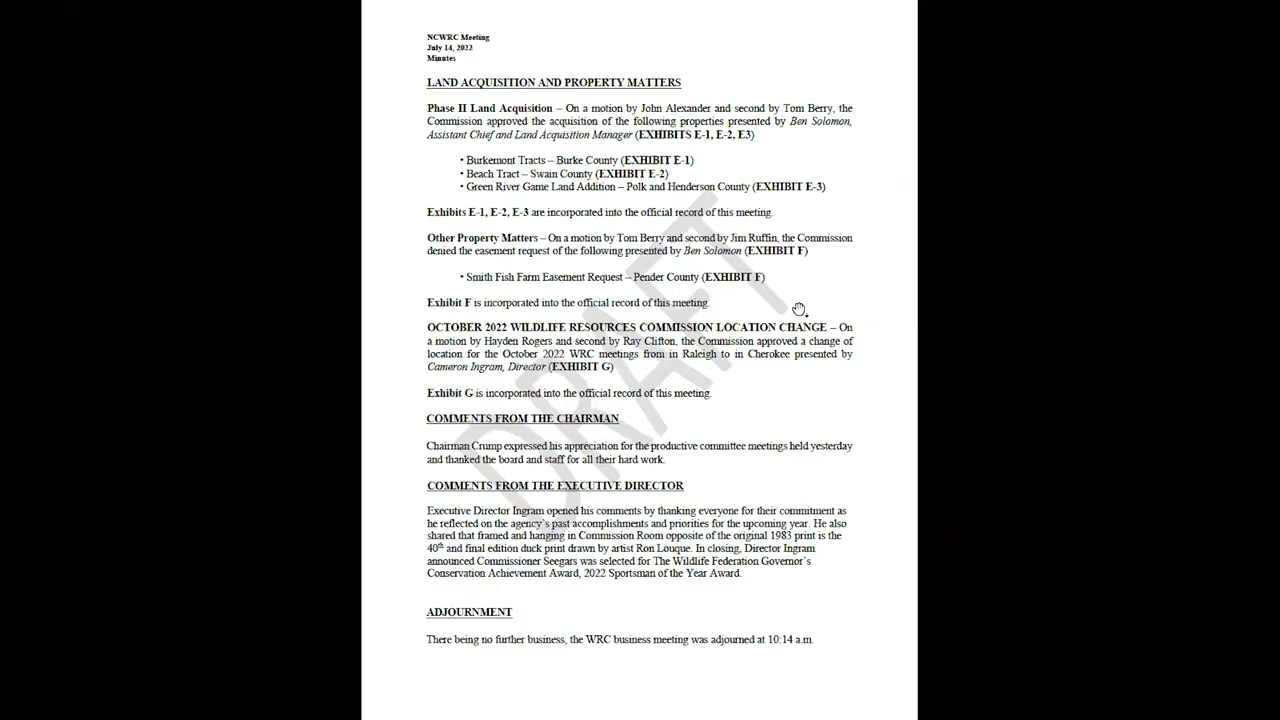 NCWRC Meeting
July 14, 2022
Minutes
LAND ACQUISITION AND PROPERTY MATTERS
Phase II Land Acquisition – On a motion by John Alexander and second by Tom Berry, the
Commission approved the acquisition of the following properties presented by Ben Solomon,
Assistant Chief and Land Acquisition Manager (EXHIBITS E-1, E-2, E3)
• Burkemont Tracts – Burke County (EXHIBIT E-1)
• Beach Tract – Swain County (EXHIBIT E-2)
• Green River Game Land Addition – Polk and Henderson County (EXHIBIT E-3)
Exhibits E-1, E-2, E-3 are incorporated into the official record of this meeting.
Other Property Matters – On a motion by Tom Berry and second by Jim Ruffin, the Commission
denied the easement request of the following presented by Ben Solomon (EXHIBIT F)
• Smith Fish Farm Easement Request – Pender County (EXHIBIT F)
Exhibit F is incorporated into the official record of this meeting.
OCTOBER 2022 WILDLIFE RESOURCES COMMISSION LOCATION CHANGE – On
a motion by Hayden Rogers and second by Ray Clifton, the Commission approved a change of
location for the October 2022 WRC meetings from in Raleigh to in Cherokee presented by
Cameron Ingram, Director (EXHIBIT G)
Exhibit G is incorporated into the official record of this meeting.
COMMENTS FROM THE CHAIRMAN
Chairman Crump expressed his appreciation for the productive committee meetings held yesterday
and thanked the board and staff for all their hard work.
COMMENTS FROM THE EXECUTIVE DIRECTOR
Executive Director Ingram opened his comments by thanking everyone for their commitment as
he reflected on the agency's past accomplishments and priorities for the upcoming year. He also
shared that framed and hanging in Commission Room opposite of the original 1983 print is the
40th and final edition duck print drawn by artist Ron Louque. In closing, Director Ingram
announced Commissioner Seegars was selected for The Wildlife Federation Governor's
Conservation Achievement Award, 2022 Sportsman of the Year Award.
ADJOURNMENT
There being no further business, the WRC business meeting was adjourned at 10:14 a.m.
DRAFT